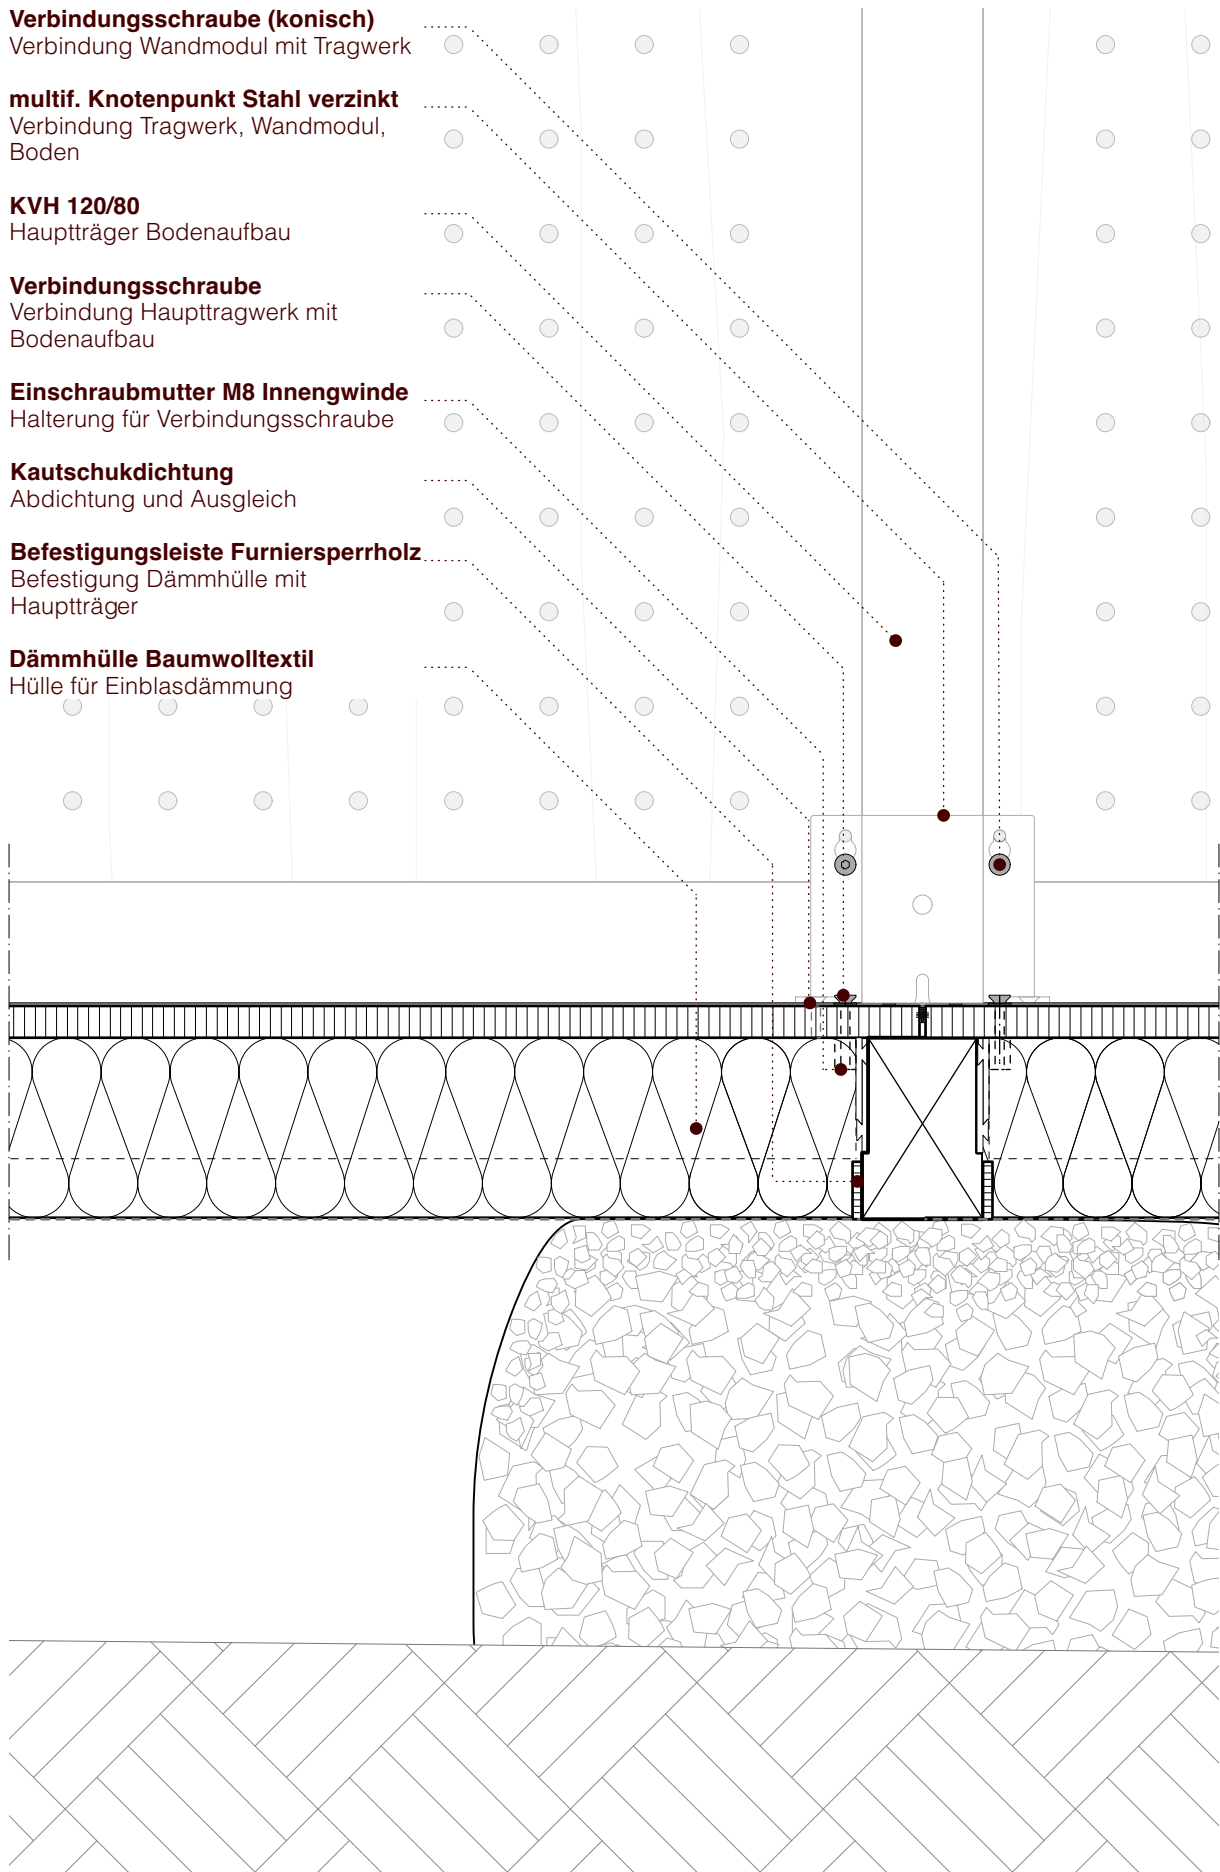 Verbindungsschraube (konisch)
Verbindung Wandmodul mit Tragwerk
multif. Knotenpunkt Stahl verzinkt
Verbindung Tragwerk, Wandmodul,
Boden
KVH 120/80
Hauptträger Bodenaufbau
Verbindungsschraube
Verbindung Haupttragwerk mit
Bodenaufbau
Einschraubmutter M8 Innengwinde
Halterung für Verbindungsschraube
Kautschukdichtung
Abdichtung und Ausgleich
Befestigungsleiste Furniersperrholz
Befestigung Dämmhülle mit
Hauptträger
Dämmhülle Baumwolltextil
Hülle für Einblasdämmung